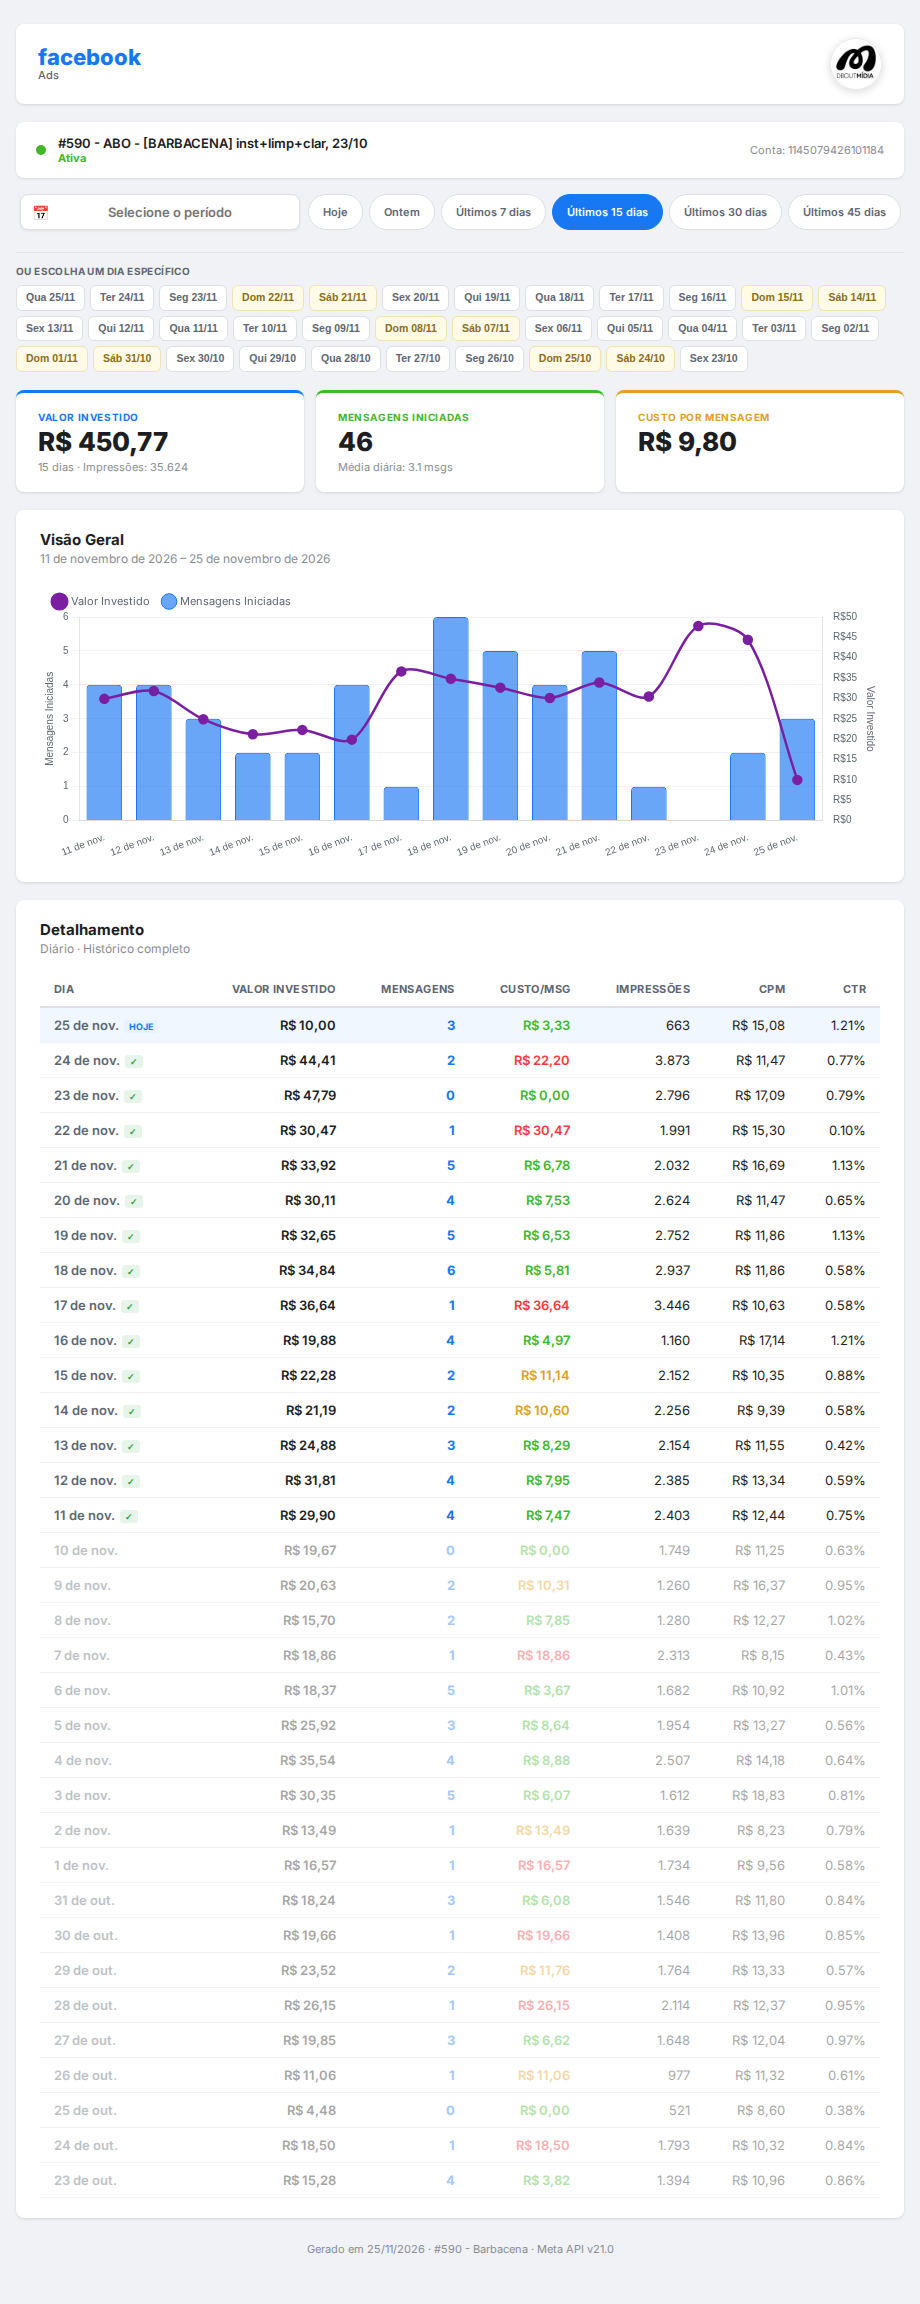 facebook
Ads
DBOUTMÍDIA
#590 - ABO - [BARBACENA] inst+limp+clar, 23/10
Ativa
Conta: 1145079426101184
Selecione o período
Hoje
Ontem
Últimos 7 dias
Últimos 15 dias
Últimos 30 dias
Últimos 45 dias
OU ESCOLHA UM DIA ESPECÍFICO
Qua 25/11 Ter 24/11 Seg 23/11 Dom 22/11 Sáb 21/11 Sex 20/11 Qui 19/11 Qua 18/11 Ter 17/11 Seg 16/11 Dom 15/11 Sáb 14/11
Sex 13/11 Qui 12/11 Qua 11/11 Ter 10/11 Seg 09/11 Dom 08/11 Sáb 07/11 Sex 06/11 Qui 05/11 Qua 04/11 Ter 03/11 Seg 02/11
Dom 01/11 Sáb 31/10 Sex 30/10 Qui 29/10 Qua 28/10 Ter 27/10 Seg 26/10 Dom 25/10 Sáb 24/10 Sex 23/10
VALOR INVESTIDO
R$ 450,77
15 dias · Impressões: 35.624
MENSAGENS INICIADAS
46
Média diária: 3.1 msgs
CUSTO POR MENSAGEM
R$ 9,80
Visão Geral
11 de novembro de 2026 – 25 de novembro de 2026
Valor Investido Mensagens Iniciadas
Mensagens Iniciadas
6
5
4
3
2
1
0
R$50
R$45
R$40
R$35
R$30
R$25
R$20
R$15
R$10
R$5
R$0
Valor Investido
11 de nov. 12 de nov. 13 de nov. 14 de nov. 15 de nov. 16 de nov. 17 de nov. 18 de nov. 19 de nov. 20 de nov. 21 de nov. 22 de nov. 23 de nov. 24 de nov. 25 de nov.
Detalhamento
Diário · Histórico completo
DIA VALOR INVESTIDO MENSAGENS CUSTO/MSG IMPRESSÕES CPM CTR
25 de nov. HOJE R$ 10,00 3 R$ 3,33 663 R$ 15,08 1.21%
24 de nov. ✓ R$ 44,41 2 R$ 22,20 3.873 R$ 11,47 0.77%
23 de nov. ✓ R$ 47,79 0 R$ 0,00 2.796 R$ 17,09 0.79%
22 de nov. ✓ R$ 30,47 1 R$ 30,47 1.991 R$ 15,30 0.10%
21 de nov. ✓ R$ 33,92 5 R$ 6,78 2.032 R$ 16,69 1.13%
20 de nov. ✓ R$ 30,11 4 R$ 7,53 2.624 R$ 11,47 0.65%
19 de nov. ✓ R$ 32,65 5 R$ 6,53 2.752 R$ 11,86 1.13%
18 de nov. ✓ R$ 34,84 6 R$ 5,81 2.937 R$ 11,86 0.58%
17 de nov. ✓ R$ 36,64 1 R$ 36,64 3.446 R$ 10,63 0.58%
16 de nov. ✓ R$ 19,88 4 R$ 4,97 1.160 R$ 17,14 1.21%
15 de nov. ✓ R$ 22,28 2 R$ 11,14 2.152 R$ 10,35 0.88%
14 de nov. ✓ R$ 21,19 2 R$ 10,60 2.256 R$ 9,39 0.58%
13 de nov. ✓ R$ 24,88 3 R$ 8,29 2.154 R$ 11,55 0.42%
12 de nov. ✓ R$ 31,81 4 R$ 7,95 2.385 R$ 13,34 0.59%
11 de nov. ✓ R$ 29,90 4 R$ 7,47 2.403 R$ 12,44 0.75%
10 de nov. R$ 19,67 0 R$ 0,00 1.749 R$ 11,25 0.63%
9 de nov. R$ 20,63 2 R$ 10,31 1.260 R$ 16,37 0.95%
8 de nov. R$ 15,70 2 R$ 7,85 1.280 R$ 12,27 1.02%
7 de nov. R$ 18,86 1 R$ 18,86 2.313 R$ 8,15 0.43%
6 de nov. R$ 18,37 5 R$ 3,67 1.682 R$ 10,92 1.01%
5 de nov. R$ 25,92 3 R$ 8,64 1.954 R$ 13,27 0.56%
4 de nov. R$ 35,54 4 R$ 8,88 2.507 R$ 14,18 0.64%
3 de nov. R$ 30,35 5 R$ 6,07 1.612 R$ 18,83 0.81%
2 de nov. R$ 13,49 1 R$ 13,49 1.639 R$ 8,23 0.79%
1 de nov. R$ 16,57 1 R$ 16,57 1.734 R$ 9,56 0.58%
31 de out. R$ 18,24 3 R$ 6,08 1.546 R$ 11,80 0.84%
30 de out. R$ 19,66 1 R$ 19,66 1.408 R$ 13,96 0.85%
29 de out. R$ 23,52 2 R$ 11,76 1.764 R$ 13,33 0.57%
28 de out. R$ 26,15 1 R$ 26,15 2.114 R$ 12,37 0.95%
27 de out. R$ 19,85 3 R$ 6,62 1.648 R$ 12,04 0.97%
26 de out. R$ 11,06 1 R$ 11,06 977 R$ 11,32 0.61%
25 de out. R$ 4,48 0 R$ 0,00 521 R$ 8,60 0.38%
24 de out. R$ 18,50 1 R$ 18,50 1.793 R$ 10,32 0.84%
23 de out. R$ 15,28 4 R$ 3,82 1.394 R$ 10,96 0.86%
Gerado em 25/11/2026 · #590 - Barbacena · Meta API v21.0